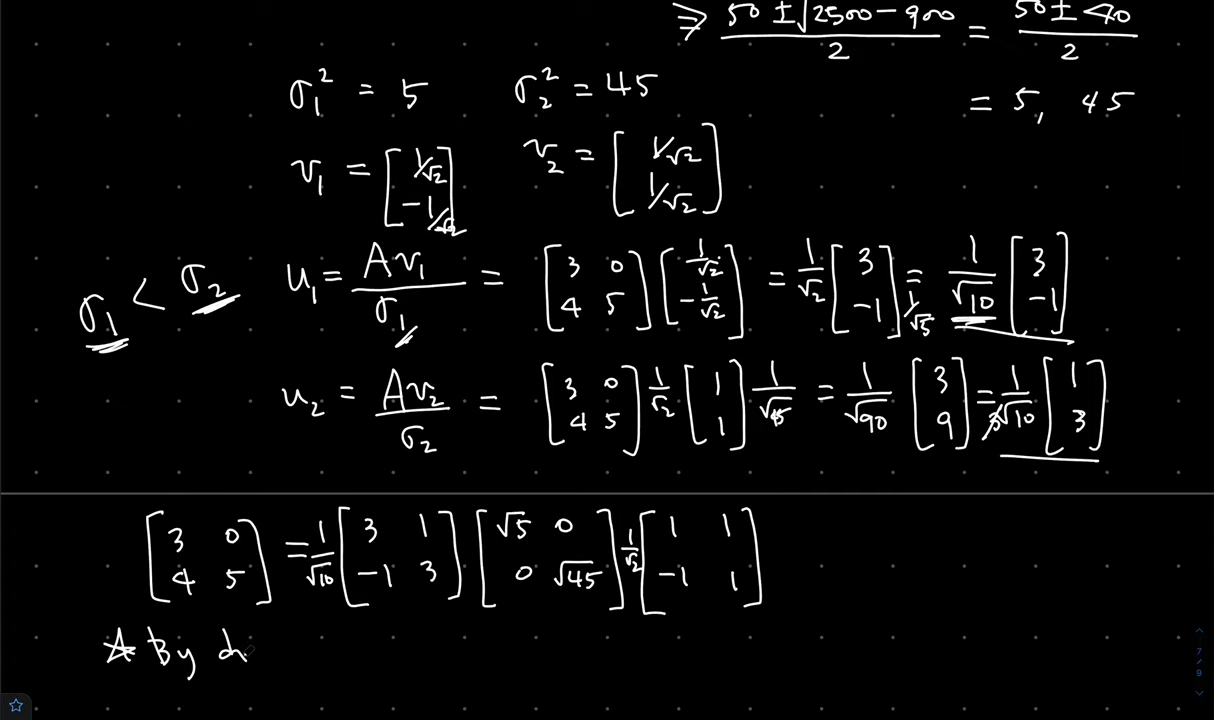 ⇒ (50 ± √(2500 − 900))/2 = (50 ± 40)/2
σ₁² = 5 σ₂² = 45 = 5, 45
v₁ = [1/√2; −1/√2] v₂ = [1/√2; 1/√2]
σ₁ < σ₂ u₁ = Av₁/σ₁ = [3 0; 4 5] [1/√2; −1/√2] = 1/√2 [3; −1] 1/√5 = 1/√10 [3; −1]
u₂ = Av₂/σ₂ = [3 0; 4 5] 1/√2 [1; 1] 1/√45 = 1/√90 [3; 9] = 1/√10 [1; 3]
[3 0; 4 5] = 1/√10 [3 1; −1 3] [√5 0; 0 √45] 1/√2 [1 1; −1 1]
☆ By d
7/9